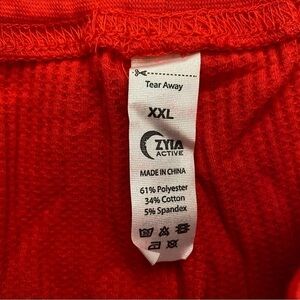 Tear Away
XXL
ZYIA
ACTIVE
MADE IN CHINA
61% Polyester
34% Cotton
5% Spandex